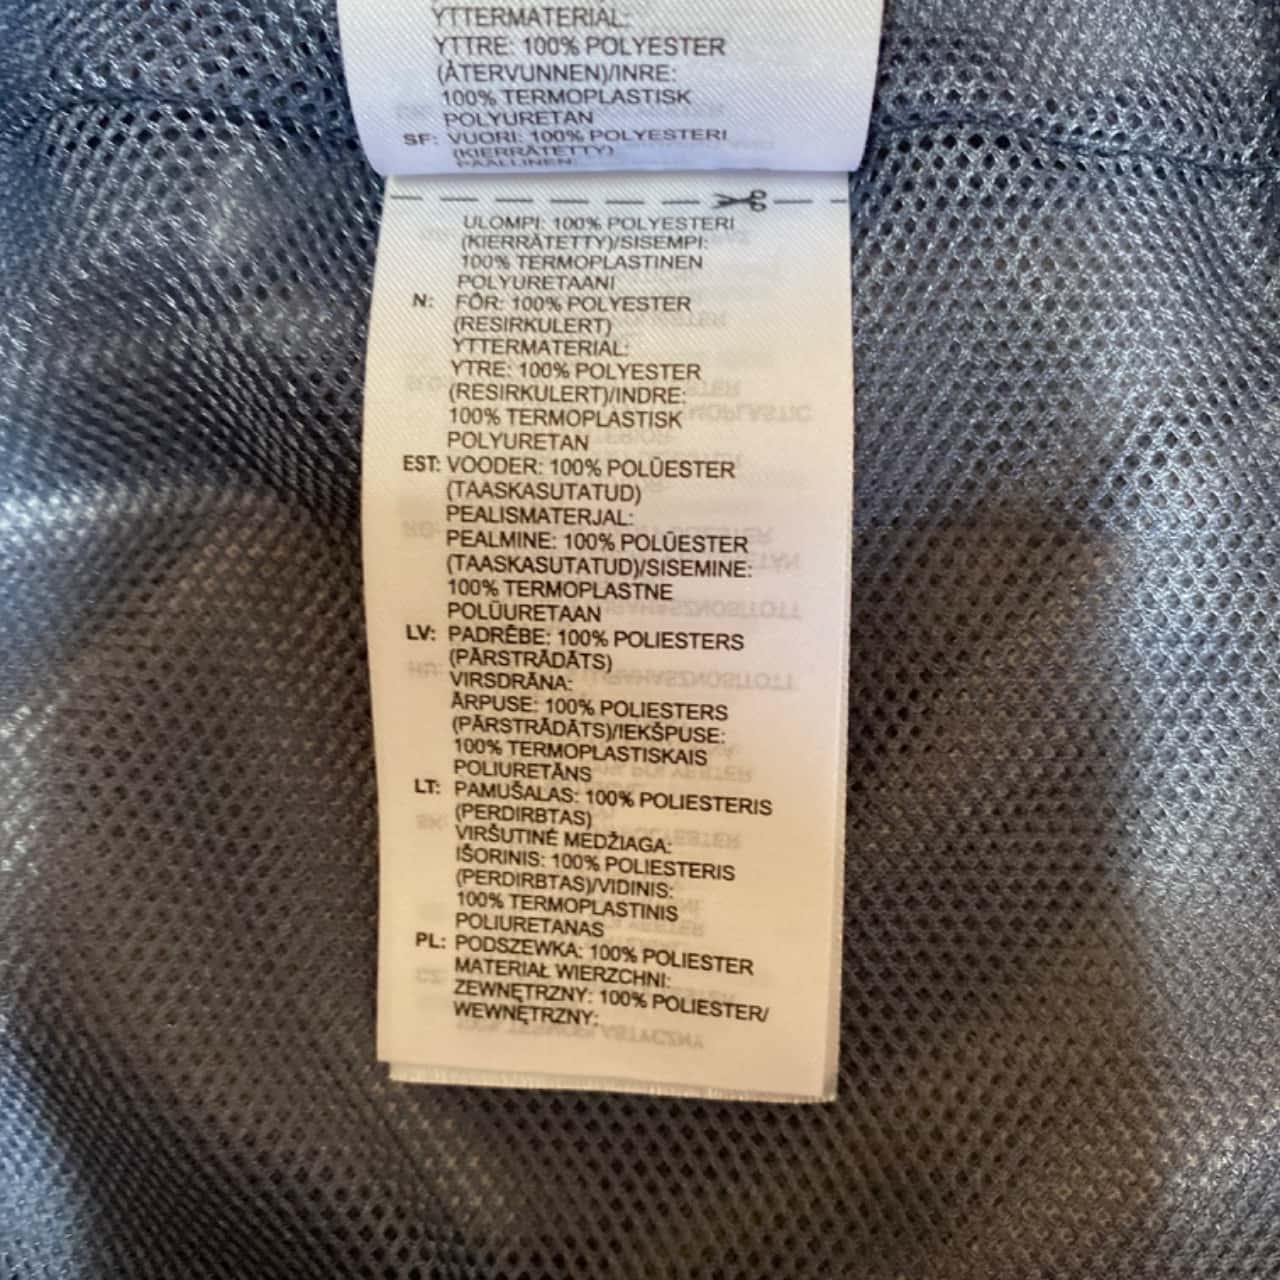 YTTERMATERIAL:
YTTRE: 100% POLYESTER
(ÅTERVUNNEN)/INRE:
100% TERMOPLASTISK
POLYURETAN
SF: VUORI: 100% POLYESTERI
(KIERRÄTETTY)
PÄÄLLINEN:
ULOMPI: 100% POLYESTERI
(KIERRÄTETTY)/SISEMPI:
100% TERMOPLASTINEN
POLYURETAANI
N: FÔR: 100% POLYESTER
(RESIRKULERT)
YTTERMATERIAL:
YTRE: 100% POLYESTER
(RESIRKULERT)/INDRE:
100% TERMOPLASTISK
POLYURETAN
EST: VOODER: 100% POLÜESTER
(TAASKASUTATUD)
PEALISMATERJAL:
PEALMINE: 100% POLÜESTER
(TAASKASUTATUD)/SISEMINE:
100% TERMOPLASTNE
POLÜURETAAN
LV: PADRĒBE: 100% POLIESTERS
(PĀRSTRĀDĀTS)
VIRSDRĀNA:
ĀRPUSE: 100% POLIESTERS
(PĀRSTRĀDĀTS)/IEKŠPUSE:
100% TERMOPLASTISKAIS
POLIURETĀNS
LT: PAMUŠALAS: 100% POLIESTERIS
(PERDIRBTAS)
VIRŠUTINĖ MEDŽIAGA:
IŠORINIS: 100% POLIESTERIS
(PERDIRBTAS)/VIDINIS:
100% TERMOPLASTINIS
POLIURETANAS
PL: PODSZEWKA: 100% POLIESTER
MATERIAŁ WIERZCHNI:
ZEWNĘTRZNY: 100% POLIESTER/
WEWNĘTRZNY: